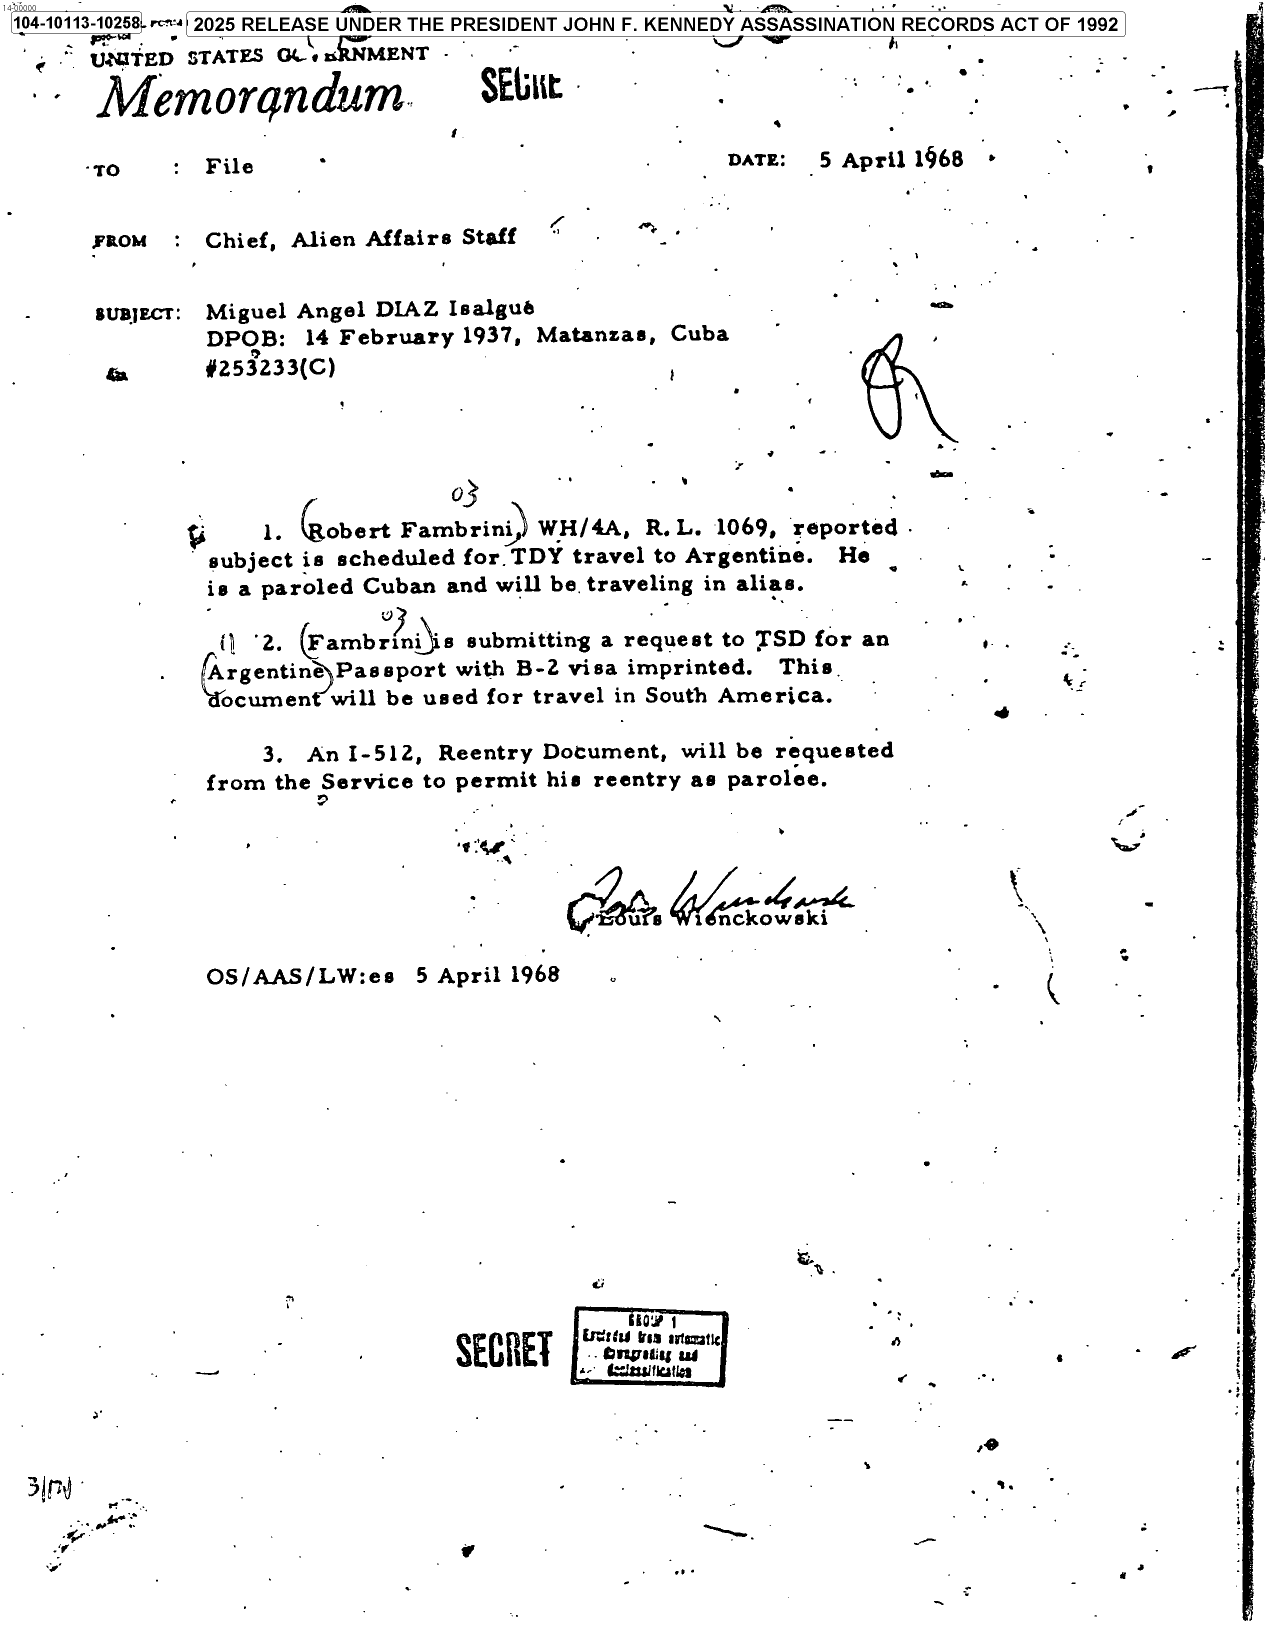 14-00000
104-10113-10258
2025 RELEASE UNDER THE PRESIDENT JOHN F. KENNEDY ASSASSINATION RECORDS ACT OF 1992
UNITED STATES
Memorandum
TO : File
DATE: 5 April 1968
FROM : Chief, Alien Affairs Staff
SUBJECT: Miguel Angel DIAZ Isalgué
DPOB: 14 February 1937, Matanzas, Cuba
#253233(C)
03
1. (Robert Fambrini,) WH/4A, R. L. 1069, reported
subject is scheduled for TDY travel to Argentine. He
is a paroled Cuban and will be traveling in alias.
03
2. (Fambrini) is submitting a request to TSD for an
(Argentine) Passport with B-2 visa imprinted. This
document will be used for travel in South America.
3. An I-512, Reentry Document, will be requested
from the Service to permit his reentry as parolee.
Louis Wienckowski
OS/AAS/LW:es 5 April 1968
SECRET
GROUP 1
Excluded from automatic
downgrading and
declassification